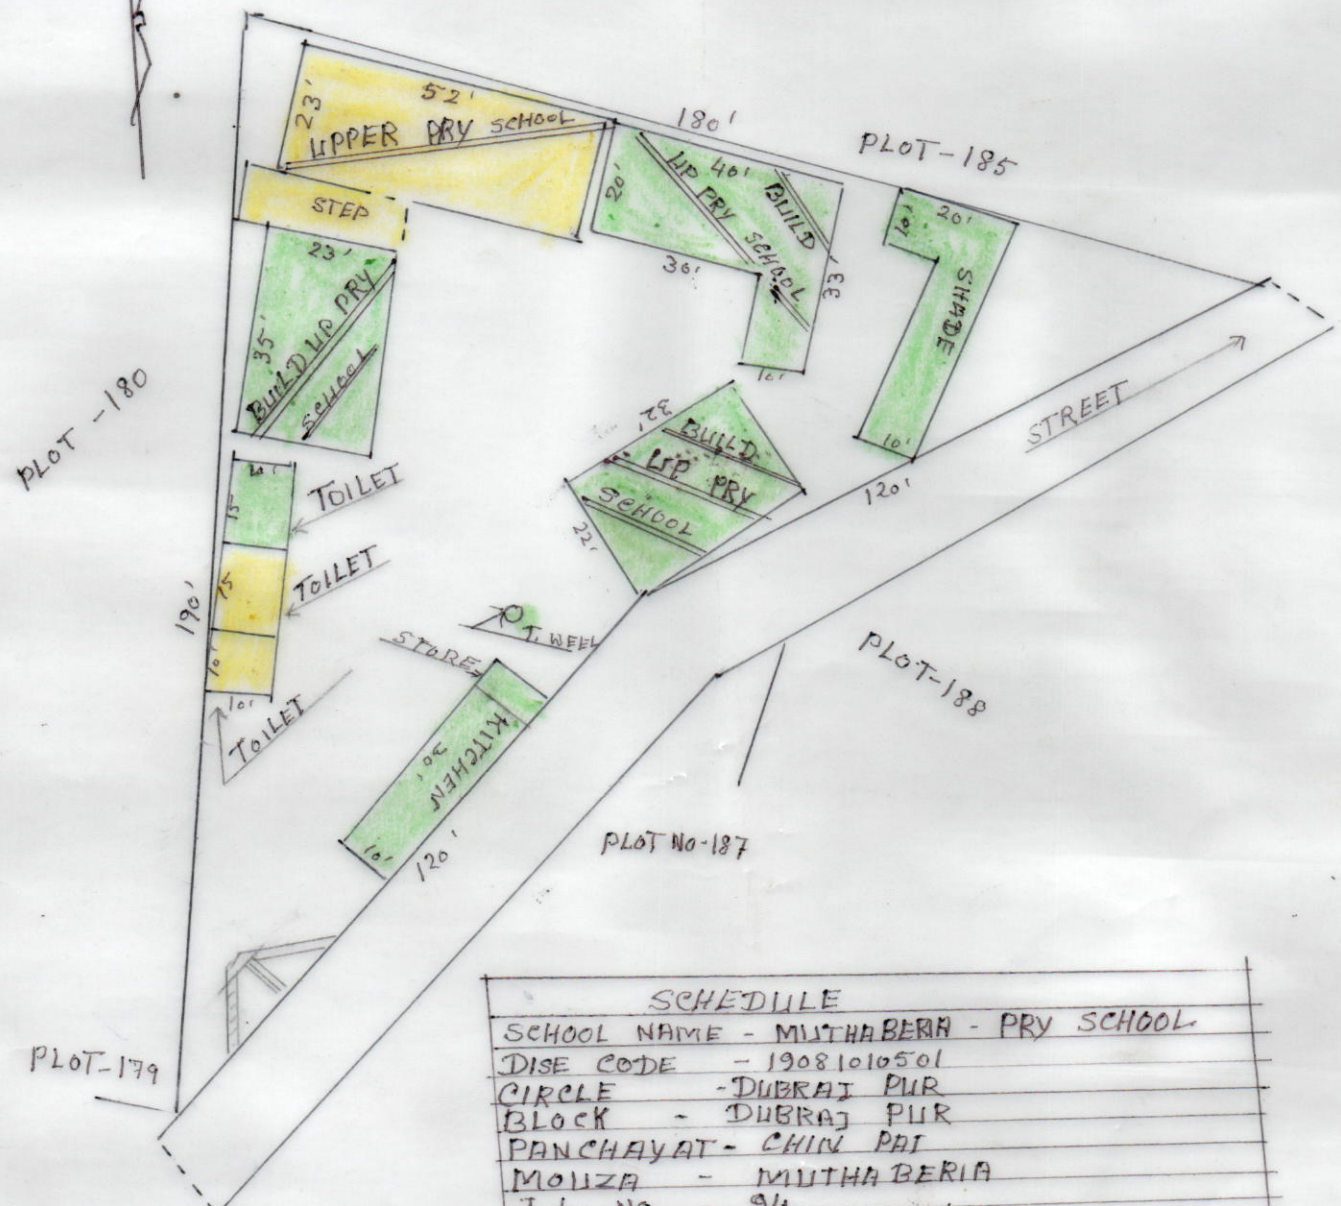 180'
PLOT-185
52'
23'
UPPER PRY SCHOOL
STEP
20'
40'
UP PRY SCHOOL
BUILD
30'
33'
10'
20'
10'
SHADE
10'
23'
35'
BUILD UP PRY
SCHOOL
PLOT-180
32'
BUILD
UP PRY
SCHOOL
22'
STREET
120'
15
TOILET
15
TOILET
10'
10'
TOILET
190'
T. WEEL
STORE
KITCHEN
30'
10'
120'
PLOT-188
PLOT NO-187
PLOT-179
SCHEDULE
SCHOOL NAME - MUTHABERIA - PRY SCHOOL
DISE CODE - 19081010501
CIRCLE - DUBRAJ PUR
BLOCK - DUBRAJ PUR
PANCHAYAT - CHIN PAI
MOUZA - MUTHABERIA